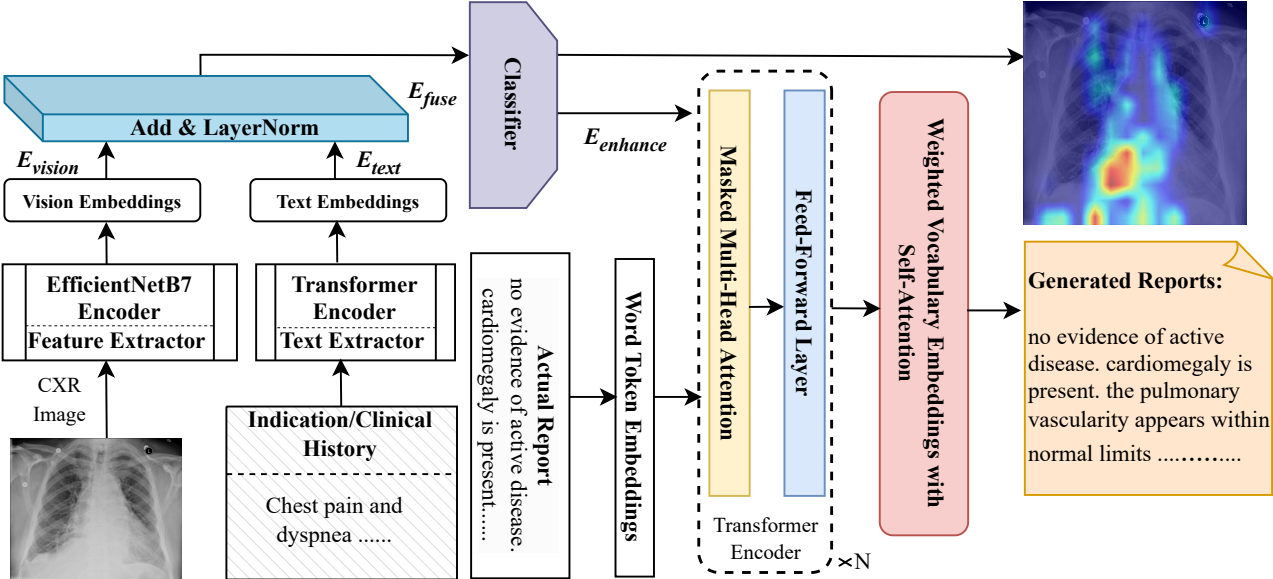 E_fuse
Add & LayerNorm
E_vision
E_text
Vision Embeddings
Text Embeddings
EfficientNetB7
Encoder
Feature Extractor
Transformer
Encoder
Text Extractor
CXR
Image
Indication/Clinical
History
Chest pain and
dyspnea ......
Classifier
E_enhance
Actual Report
no evidence of active disease.
cardiomegaly is present......
Word Token Embeddings
Masked Multi-Head Attention
Feed-Forward Layer
Transformer
Encoder
×N
Weighted Vocabulary Embeddings with
Self-Attention
Generated Reports:
no evidence of active
disease. cardiomegaly is
present. the pulmonary
vascularity appears within
normal limits .............